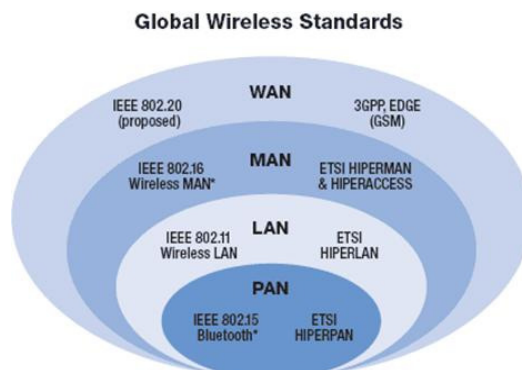 Global Wireless Standards
WAN
IEEE 802.20
(proposed)
3GPP, EDGE
(GSM)
MAN
IEEE 802.16
Wireless MAN*
ETSI HIPERMAN
& HIPERACCESS
LAN
IEEE 802.11
Wireless LAN
ETSI
HIPERLAN
PAN
IEEE 802.15
Bluetooth*
ETSI
HIPERPAN